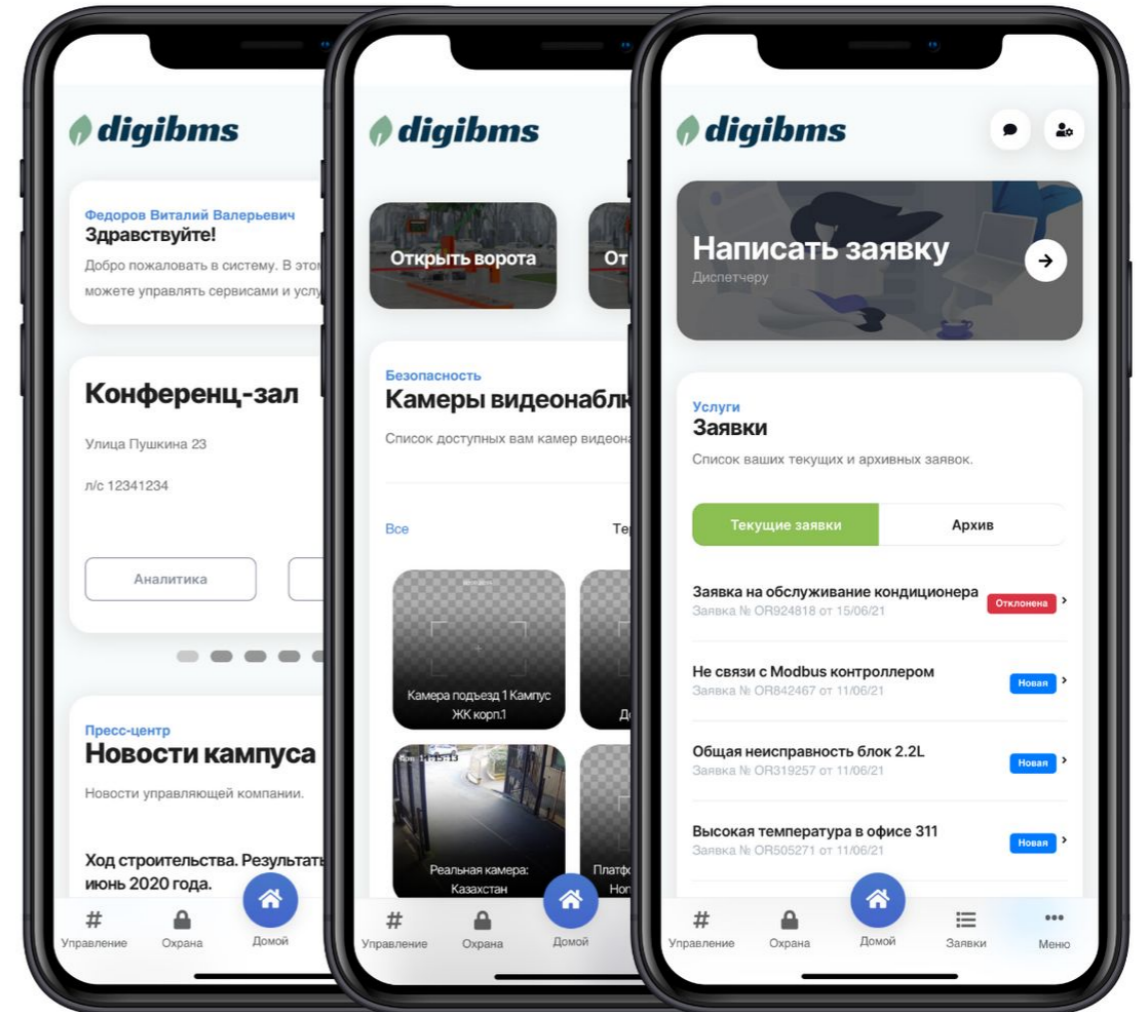 digibms
Федоров Виталий Валерьевич
Здравствуйте!
Добро пожаловать в систему. В
можете управлять сервисами и
Конференц-зал
Улица Пушкина 23
л/с 12341234
Аналитика
Пресс-центр
Новости кампуса
Новости управляющей компании.
Ход строительства.
июнь 2020 года.
#
Управление
Охрана
Домой
digibms
Открыть ворота
От
Безопасность
Камеры
Список доступных вам камер
Все
Камера подъезд 1 Кампус
ЖК корп.1
14:15:13
Реальная камера:
Казахстан
#
Управление
Охрана
Домой
digibms
Написать заявку
Диспетчеру
Услуги
Заявки
Список ваших текущих и архивных заявок.
Текущие заявки
Архив
Заявка на обслуживание кондиционера
Заявка № OR924818 от 15/06/21
Отклонена
Не связи с Modbus контроллером
Заявка № OR842467 от 11/06/21
Новая
Общая неисправность блок 2.2L
Заявка № OR319257 от 11/06/21
Новая
Высокая температура в офисе 311
Заявка № OR505271 от 11/06/21
Новая
#
Управление
Охрана
Домой
Заявки
Меню